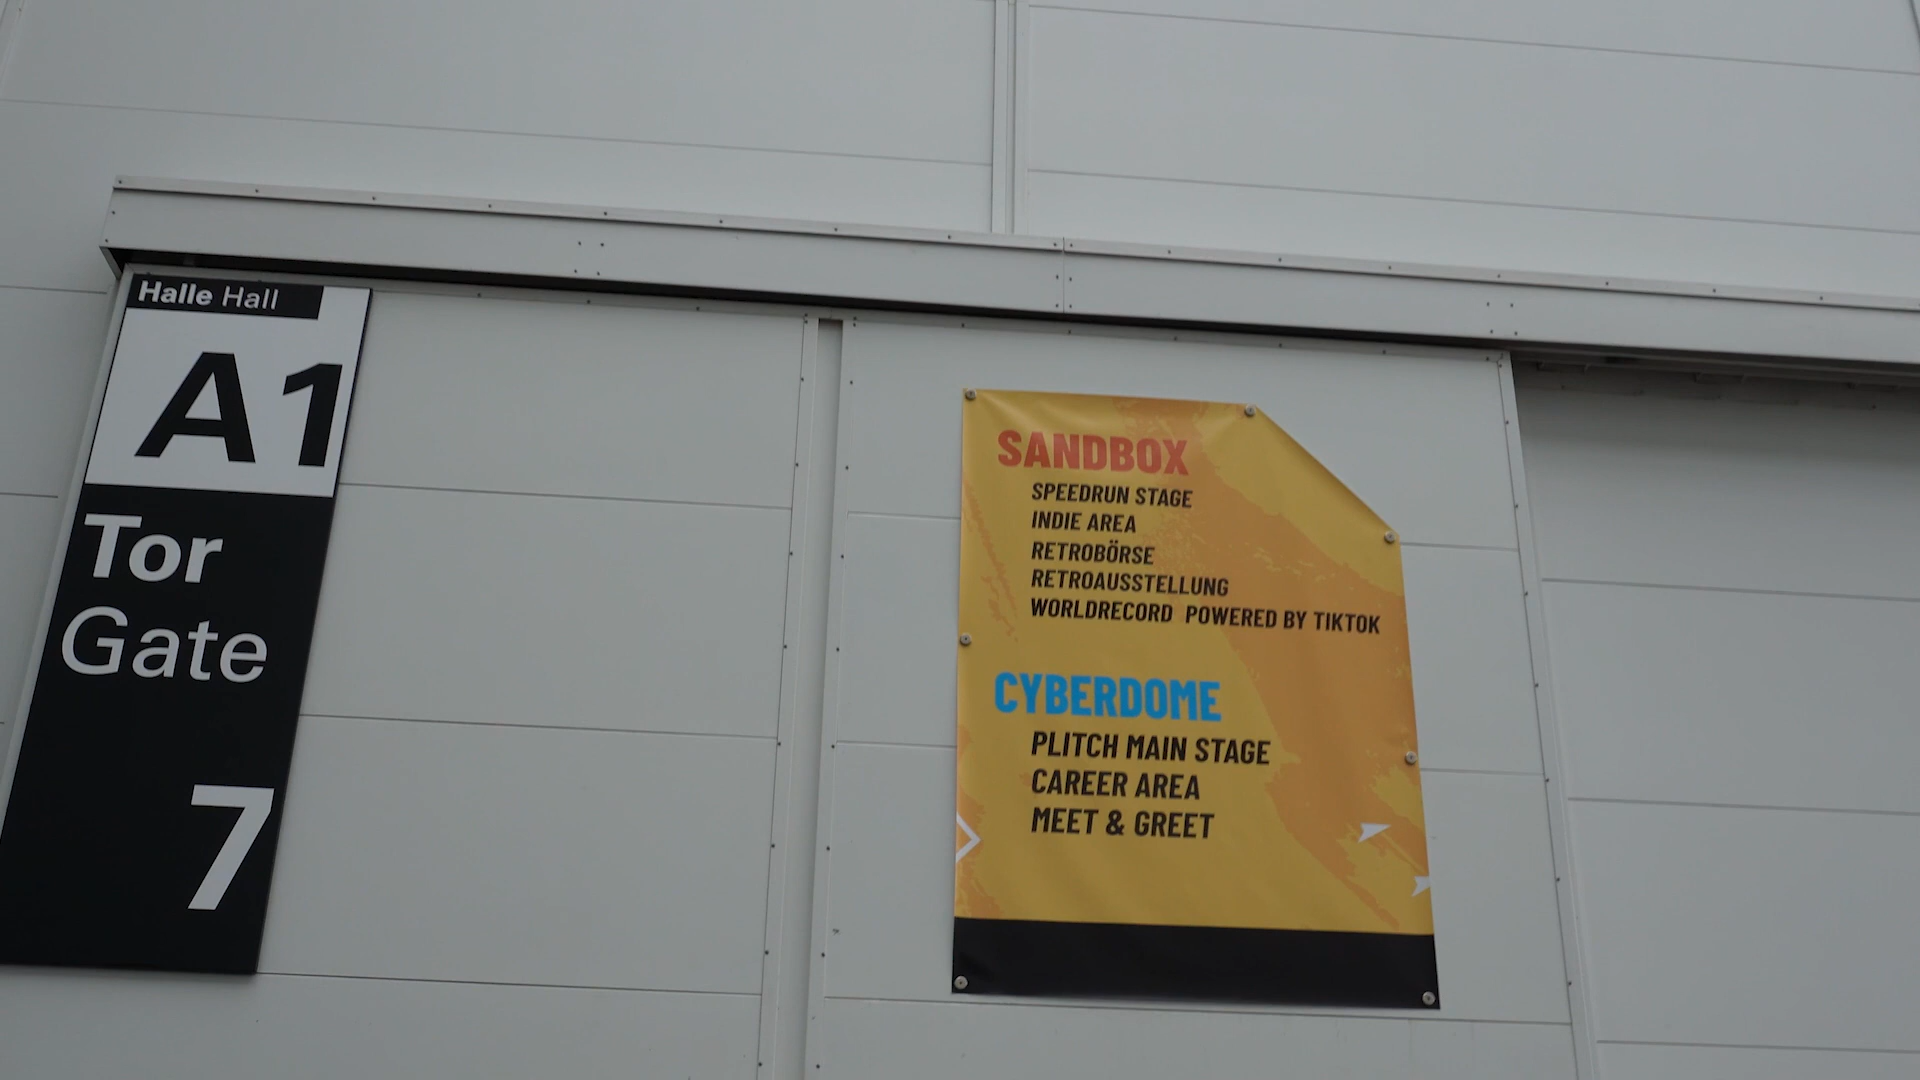 Halle Hall
A1
Tor
Gate
7
SANDBOX
SPEEDRUN STAGE
INDIE AREA
RETROBÖRSE
RETROAUSSTELLUNG
WORLDRECORD POWERED BY TIKTOK
CYBERDOME
PLITCH MAIN STAGE
CAREER AREA
MEET & GREET